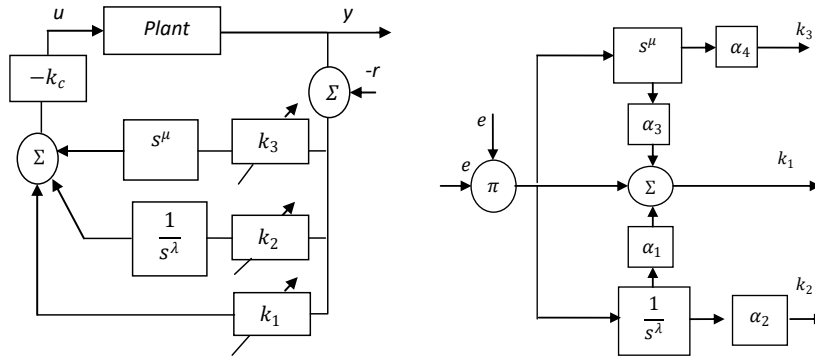 u
Plant
y
−k_c
Σ
-r
s^μ
k_3
Σ
1/s^λ
k_2
k_1
s^μ
α_4
k_3
e
α_3
e
π
Σ
k_1
α_1
1/s^λ
α_2
k_2